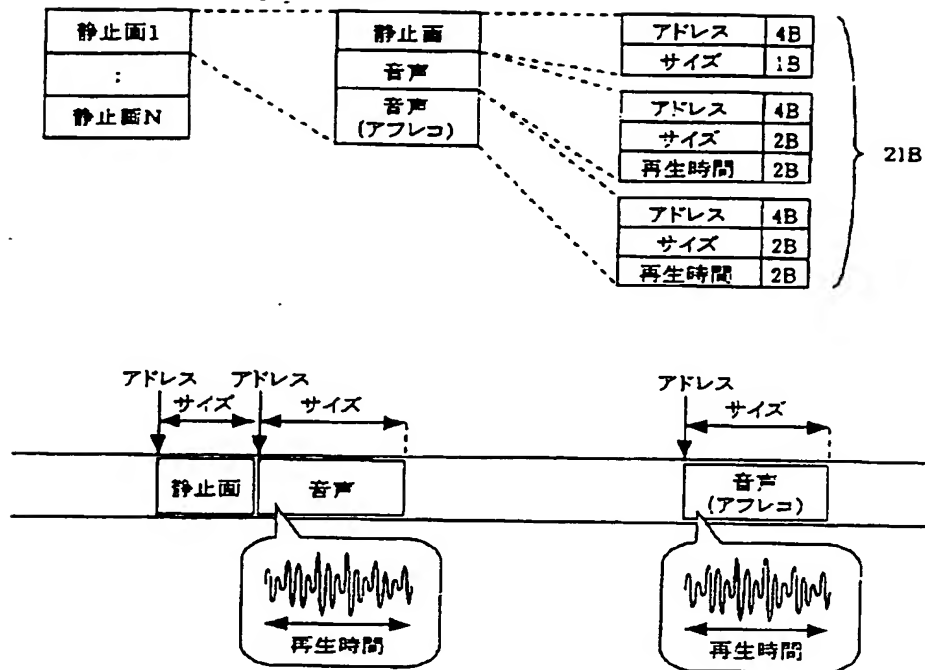 静止画1
:
静止画N
静止画
音声
音声
(アフレコ)
アドレス 4B
サイズ 1B
アドレス 4B
サイズ 2B
再生時間 2B
アドレス 4B
サイズ 2B
再生時間 2B
21B
アドレス アドレス アドレス
サイズ サイズ サイズ
静止画 音声 音声
(アフレコ)
再生時間 再生時間